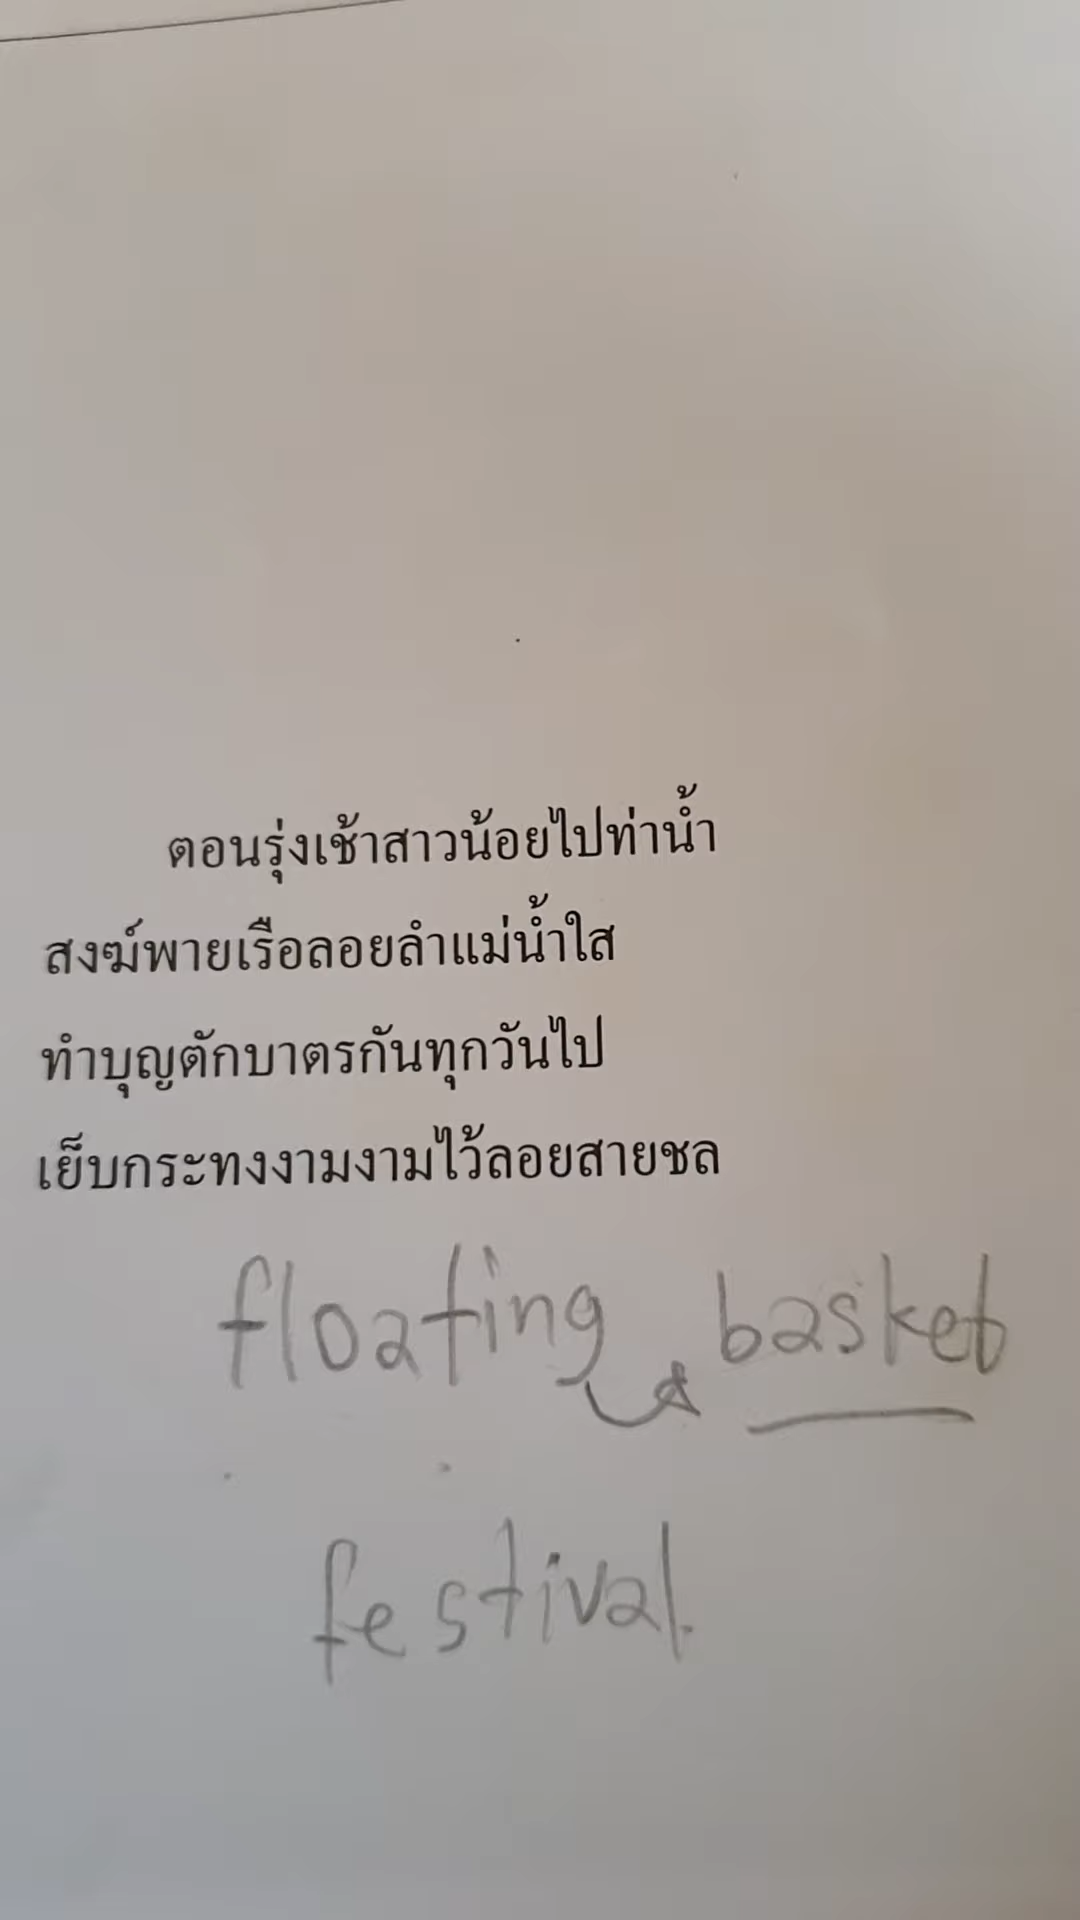 ตอนรุ่งเช้าสาวน้อยไปท่าน้ำ
สงฆ์พายเรือลอยลำแม่น้ำใส
ทำบุญตักบาตรกันทุกวันไป
เย็บกระทงงามงามไว้ลอยสายชล
floating basket
festival.